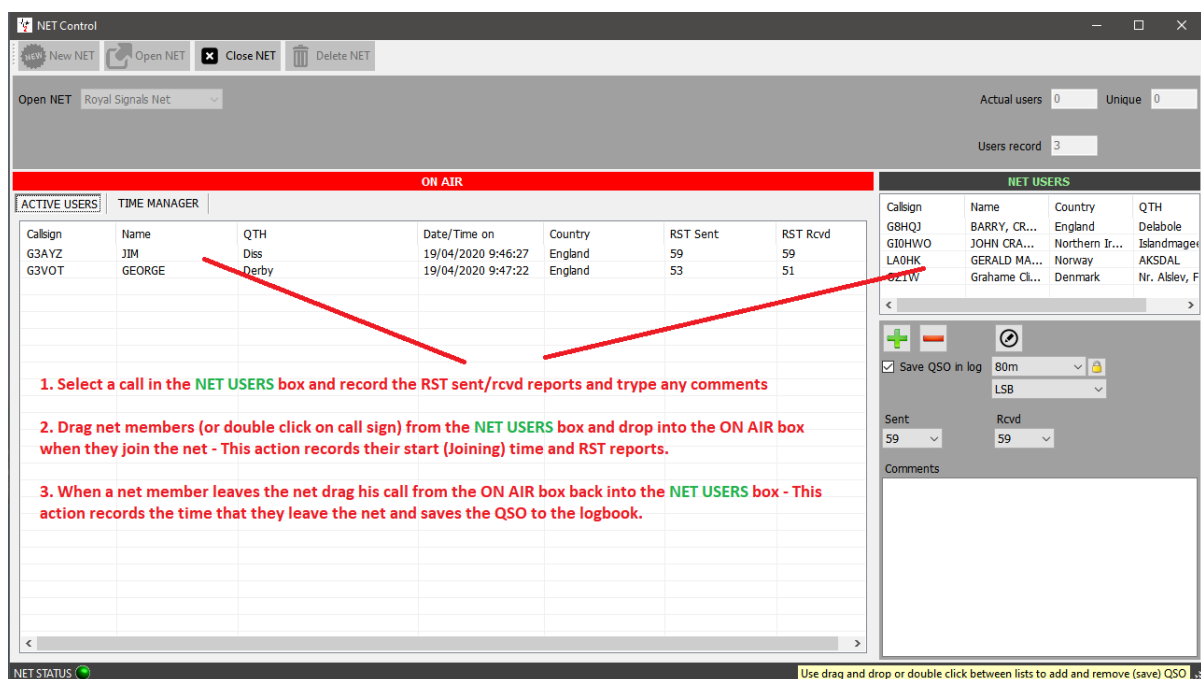 NET Control
New NET Open NET Close NET Delete NET
Open NET Royal Signals Net Actual users 0 Unique 0
Users record 3
ON AIR NET USERS
ACTIVE USERS TIME MANAGER
Callsign Name QTH Date/Time on Country RST Sent RST Rcvd
G3AYZ JIM Diss 19/04/2020 9:46:27 England 59 59
G3VOT GEORGE Derby 19/04/2020 9:47:22 England 53 51
Callsign Name Country QTH
G8HQJ BARRY, CR... England Delabole
GI0HWO JOHN CRA... Northern Ir... Islandmagee
LA0HK GERALD MA... Norway AKSDAL
OZ1W Grahame Cli... Denmark Nr. Alslev, F
1. Select a call in the NET USERS box and record the RST sent/rcvd reports and trype any comments
2. Drag net members (or double click on call sign) from the NET USERS box and drop into the ON AIR box
when they join the net - This action records their start (Joining) time and RST reports.
3. When a net member leaves the net drag his call from the ON AIR box back into the NET USERS box - This
action records the time that they leave the net and saves the QSO to the logbook.
Save QSO in log 80m
LSB
Sent Rcvd
59 59
Comments
NET STATUS Use drag and drop or double click between lists to add and remove (save) QSO